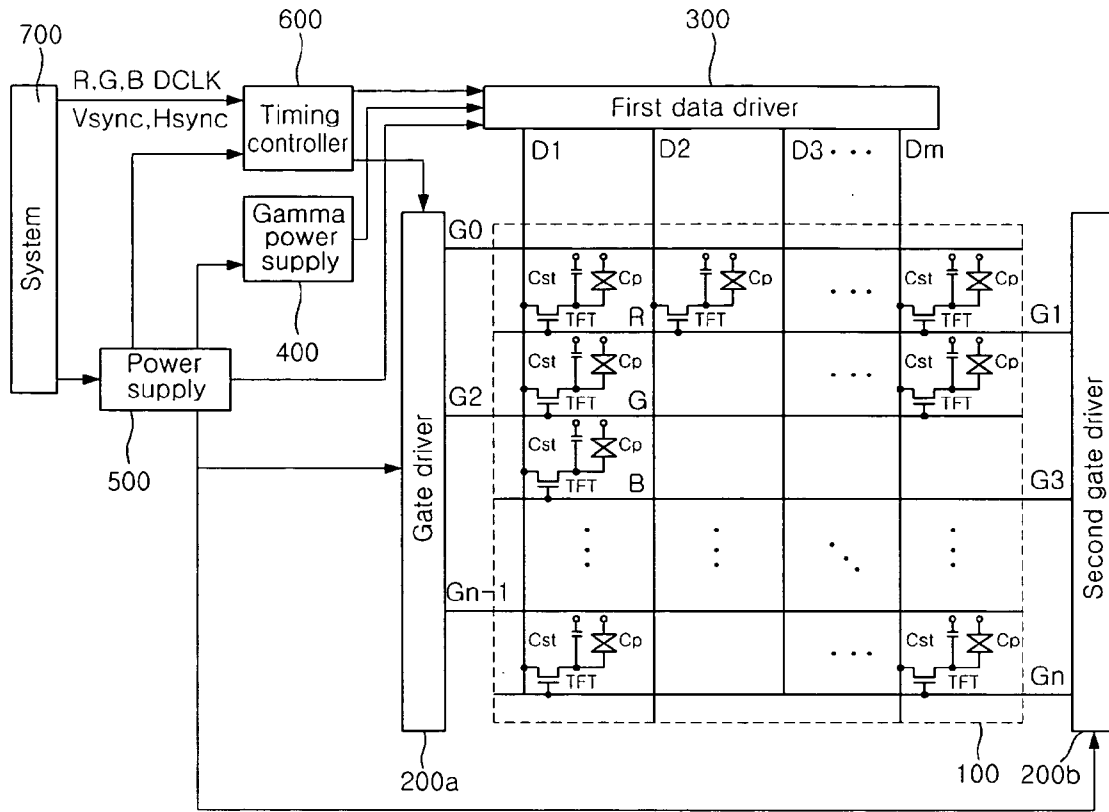 600
300
700
R,G,B DCLK
Vsync,Hsync
Timing
controller
First data driver
D1
D2
D3
Dm
System
Gamma
power
supply
400
G0
Cst
Cp
TFT
R
Cst
Cp
TFT
Cst
Cp
TFT
G1
Power
supply
500
G2
Cst
Cp
TFT
G
Cst
Cp
TFT
Gate driver
Second gate driver
Cst
Cp
TFT
B
G3
Gn-1
Cst
Cp
TFT
Cst
Cp
TFT
Gn
200a
100
200b